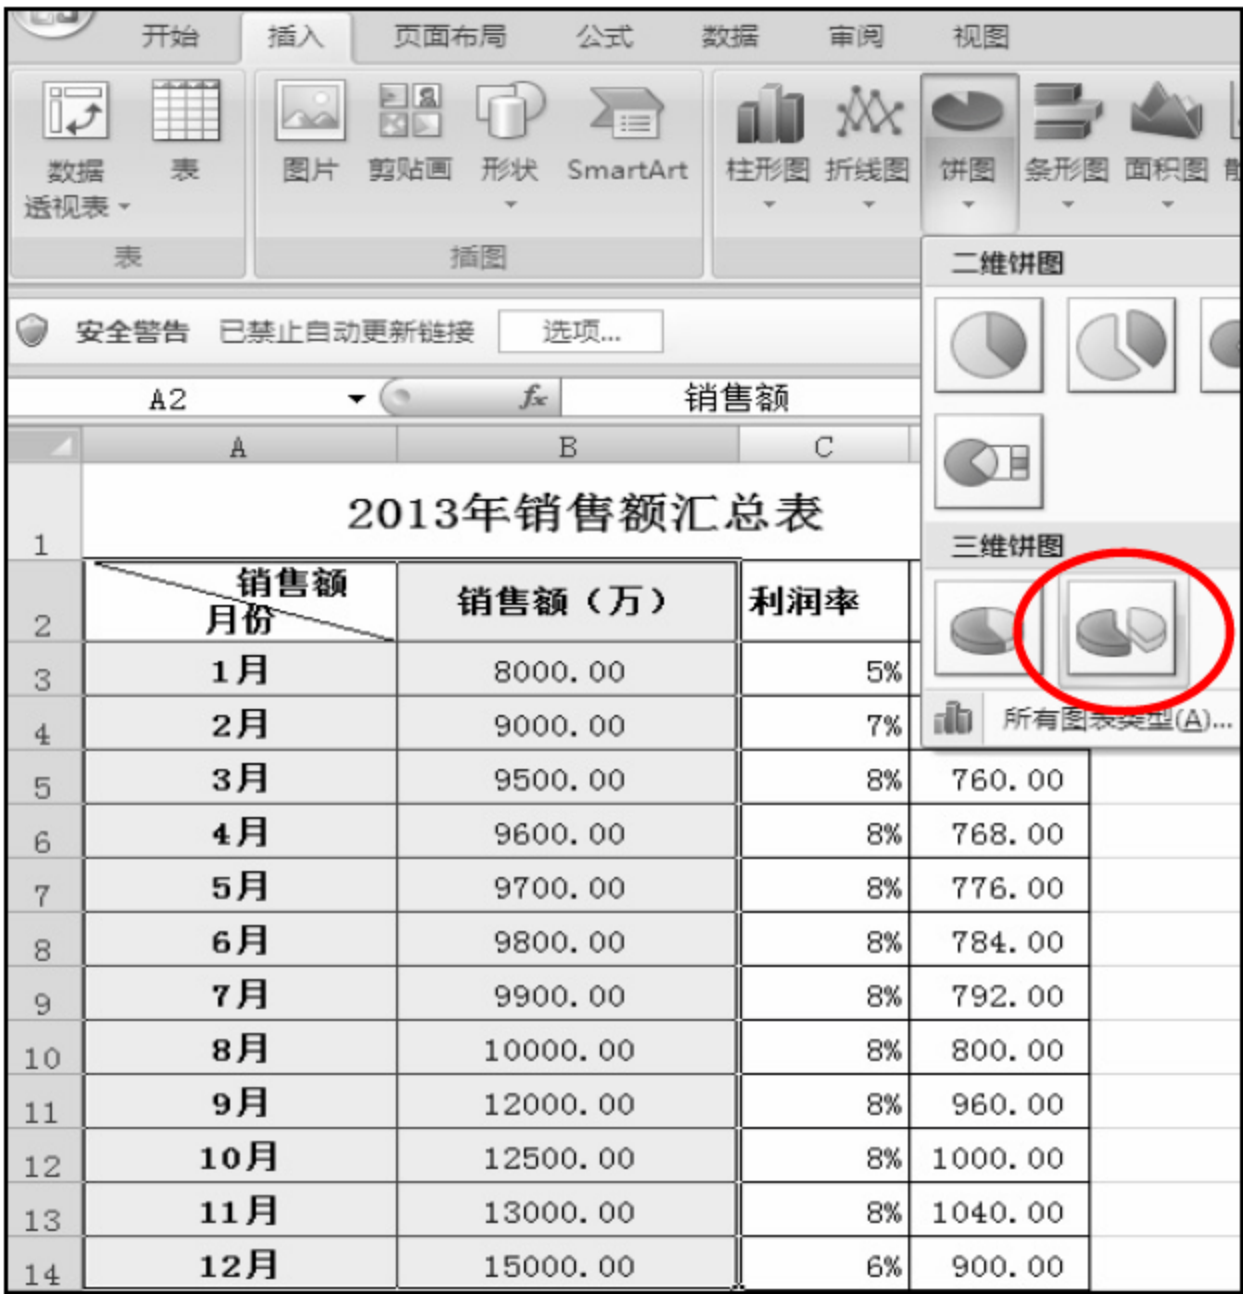 开始 插入 页面布局 公式 数据 审阅 视图
数据透视表 表 图片 剪贴画 形状 SmartArt 柱形图 折线图 饼图 条形图 面积图
表 插图
二维饼图
安全警告 已禁止自动更新链接 选项...
A2 fx 销售额
A B C
1 2013年销售额汇总表
三维饼图
2 销售额 月份 销售额（万） 利润率
3 1月 8000.00 5%
所有图表类型(A)...
4 2月 9000.00 7%
5 3月 9500.00 8% 760.00
6 4月 9600.00 8% 768.00
7 5月 9700.00 8% 776.00
8 6月 9800.00 8% 784.00
9 7月 9900.00 8% 792.00
10 8月 10000.00 8% 800.00
11 9月 12000.00 8% 960.00
12 10月 12500.00 8% 1000.00
13 11月 13000.00 8% 1040.00
14 12月 15000.00 6% 900.00